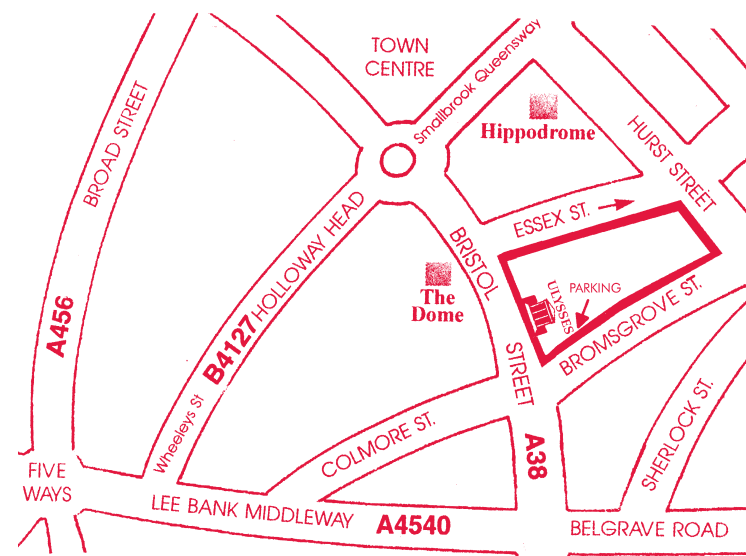 TOWN
CENTRE
Smallbrook Queensway
Hippodrome
HURST STREET
BROAD STREET
ESSEX ST.
HOLLOWAY HEAD
BRISTOL
The
Dome
ULYSSES
PARKING
BROMSGROVE ST.
A456
B4127
STREET
Wheeleys St
COLMORE ST.
SHERLOCK ST.
A38
FIVE
WAYS
LEE BANK MIDDLEWAY
A4540
BELGRAVE ROAD